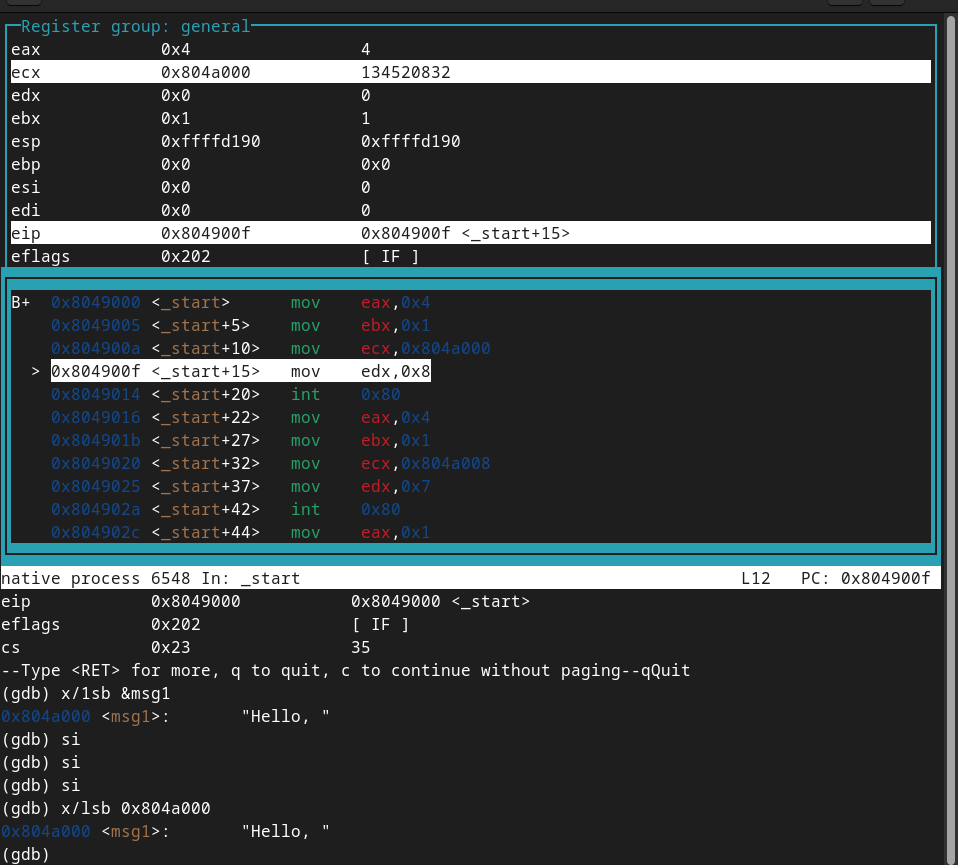 Register group: general
eax 0x4 4
ecx 0x804a000 134520832
edx 0x0 0
ebx 0x1 1
esp 0xffffd190 0xffffd190
ebp 0x0 0x0
esi 0x0 0
edi 0x0 0
eip 0x804900f 0x804900f <_start+15>
eflags 0x202 [ IF ]
B+ 0x8049000 <_start> mov eax,0x4
0x8049005 <_start+5> mov ebx,0x1
0x804900a <_start+10> mov ecx,0x804a000
> 0x804900f <_start+15> mov edx,0x8
0x8049014 <_start+20> int 0x80
0x8049016 <_start+22> mov eax,0x4
0x804901b <_start+27> mov ebx,0x1
0x8049020 <_start+32> mov ecx,0x804a008
0x8049025 <_start+37> mov edx,0x7
0x804902a <_start+42> int 0x80
0x804902c <_start+44> mov eax,0x1
native process 6548 In: _start L12 PC: 0x804900f
eip 0x8049000 0x8049000 <_start>
eflags 0x202 [ IF ]
cs 0x23 35
--Type <RET> for more, q to quit, c to continue without paging--qQuit
(gdb) x/1sb &msg1
0x804a000 <msg1>: "Hello, "
(gdb) si
(gdb) si
(gdb) si
(gdb) x/lsb 0x804a000
0x804a000 <msg1>: "Hello, "
(gdb)